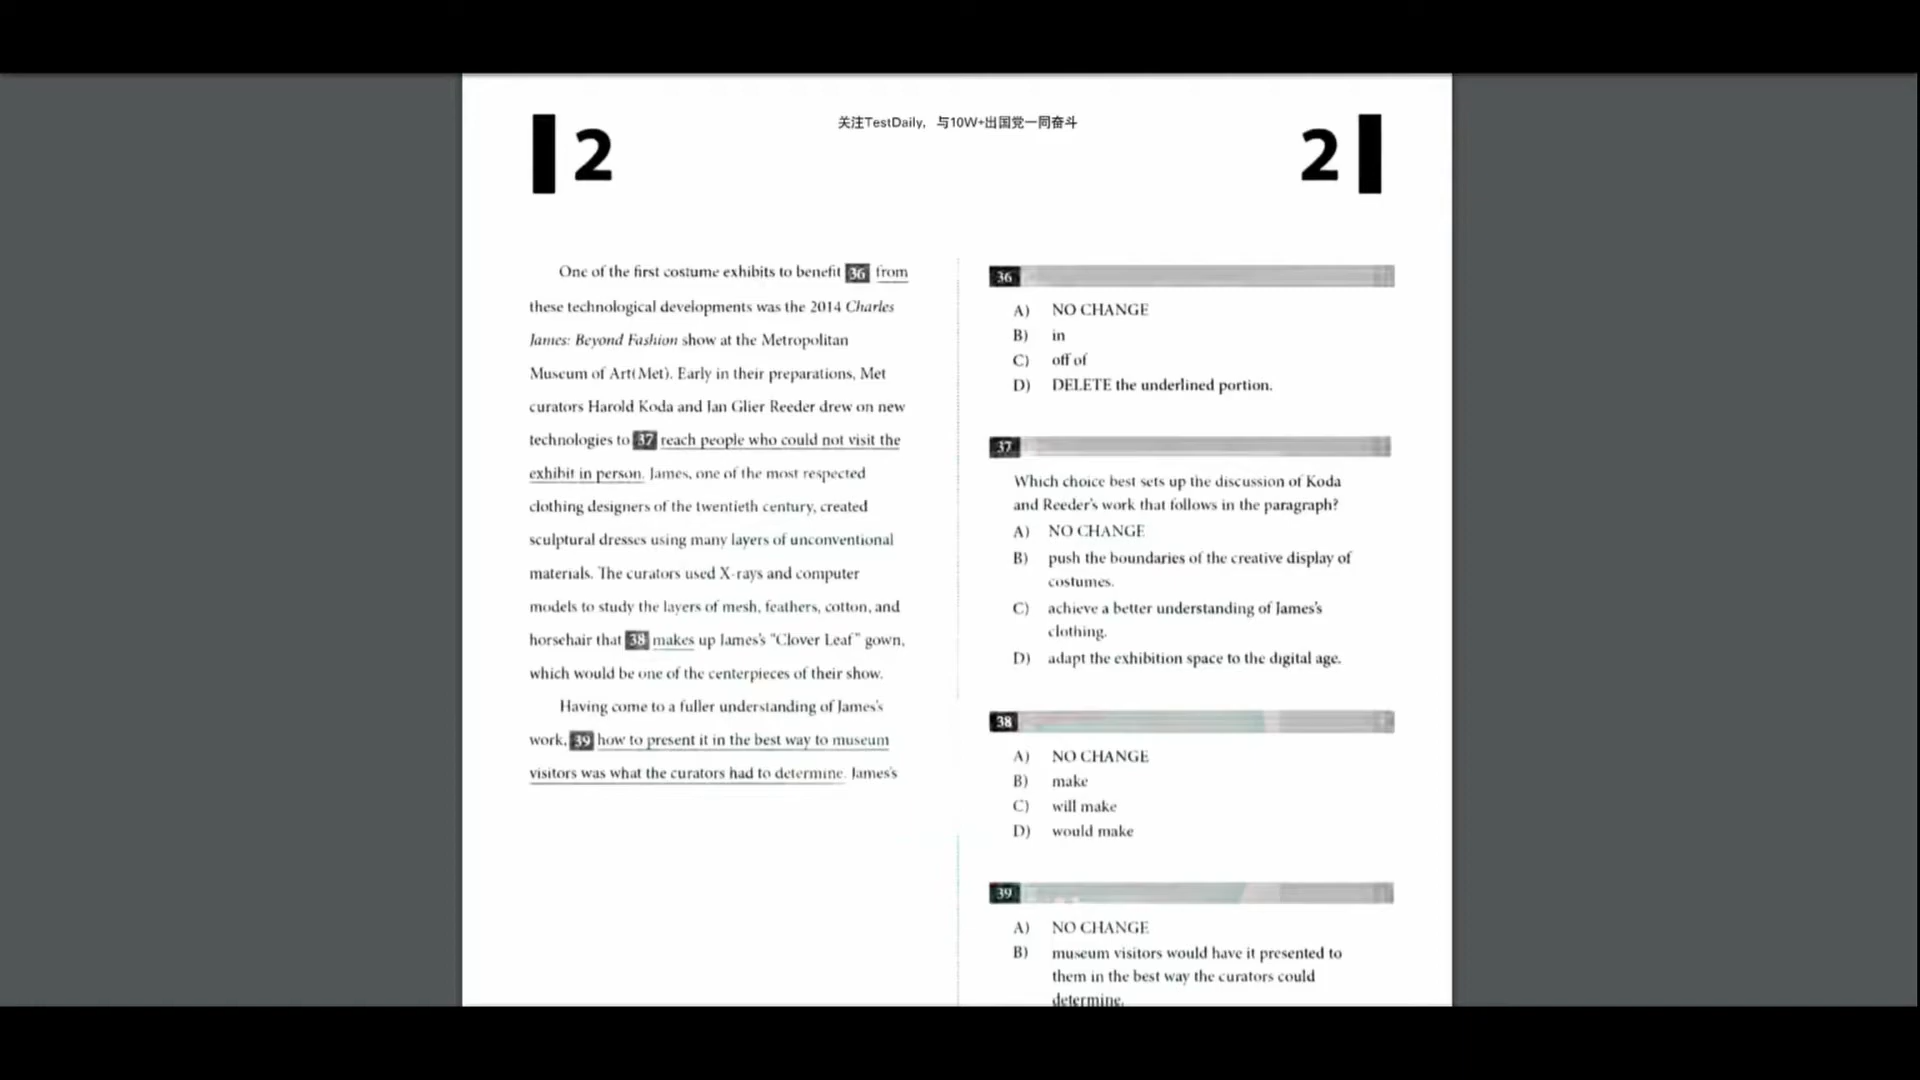 2
关注TestDaily, 与10W+出国党一同奋斗
2
One of the first costume exhibits to benefit 36 from
these technological developments was the 2014 Charles
James: Beyond Fashion show at the Metropolitan
Museum of Art(Met). Early in their preparations, Met
curators Harold Koda and Jan Glier Reeder drew on new
technologies to 37 reach people who could not visit the
exhibit in person. James, one of the most respected
clothing designers of the twentieth century, created
sculptural dresses using many layers of unconventional
materials. The curators used X-rays and computer
models to study the layers of mesh, feathers, cotton, and
horsehair that 38 makes up James's "Clover Leaf" gown,
which would be one of the centerpieces of their show.
Having come to a fuller understanding of James's
work, 39 how to present it in the best way to museum
visitors was what the curators had to determine. James's
36
A) NO CHANGE
B) in
C) off of
D) DELETE the underlined portion.
37
Which choice best sets up the discussion of Koda
and Reeder's work that follows in the paragraph?
A) NO CHANGE
B) push the boundaries of the creative display of
costumes.
C) achieve a better understanding of James's
clothing.
D) adapt the exhibition space to the digital age.
38
A) NO CHANGE
B) make
C) will make
D) would make
39
A) NO CHANGE
B) museum visitors would have it presented to
them in the best way the curators could
determine.